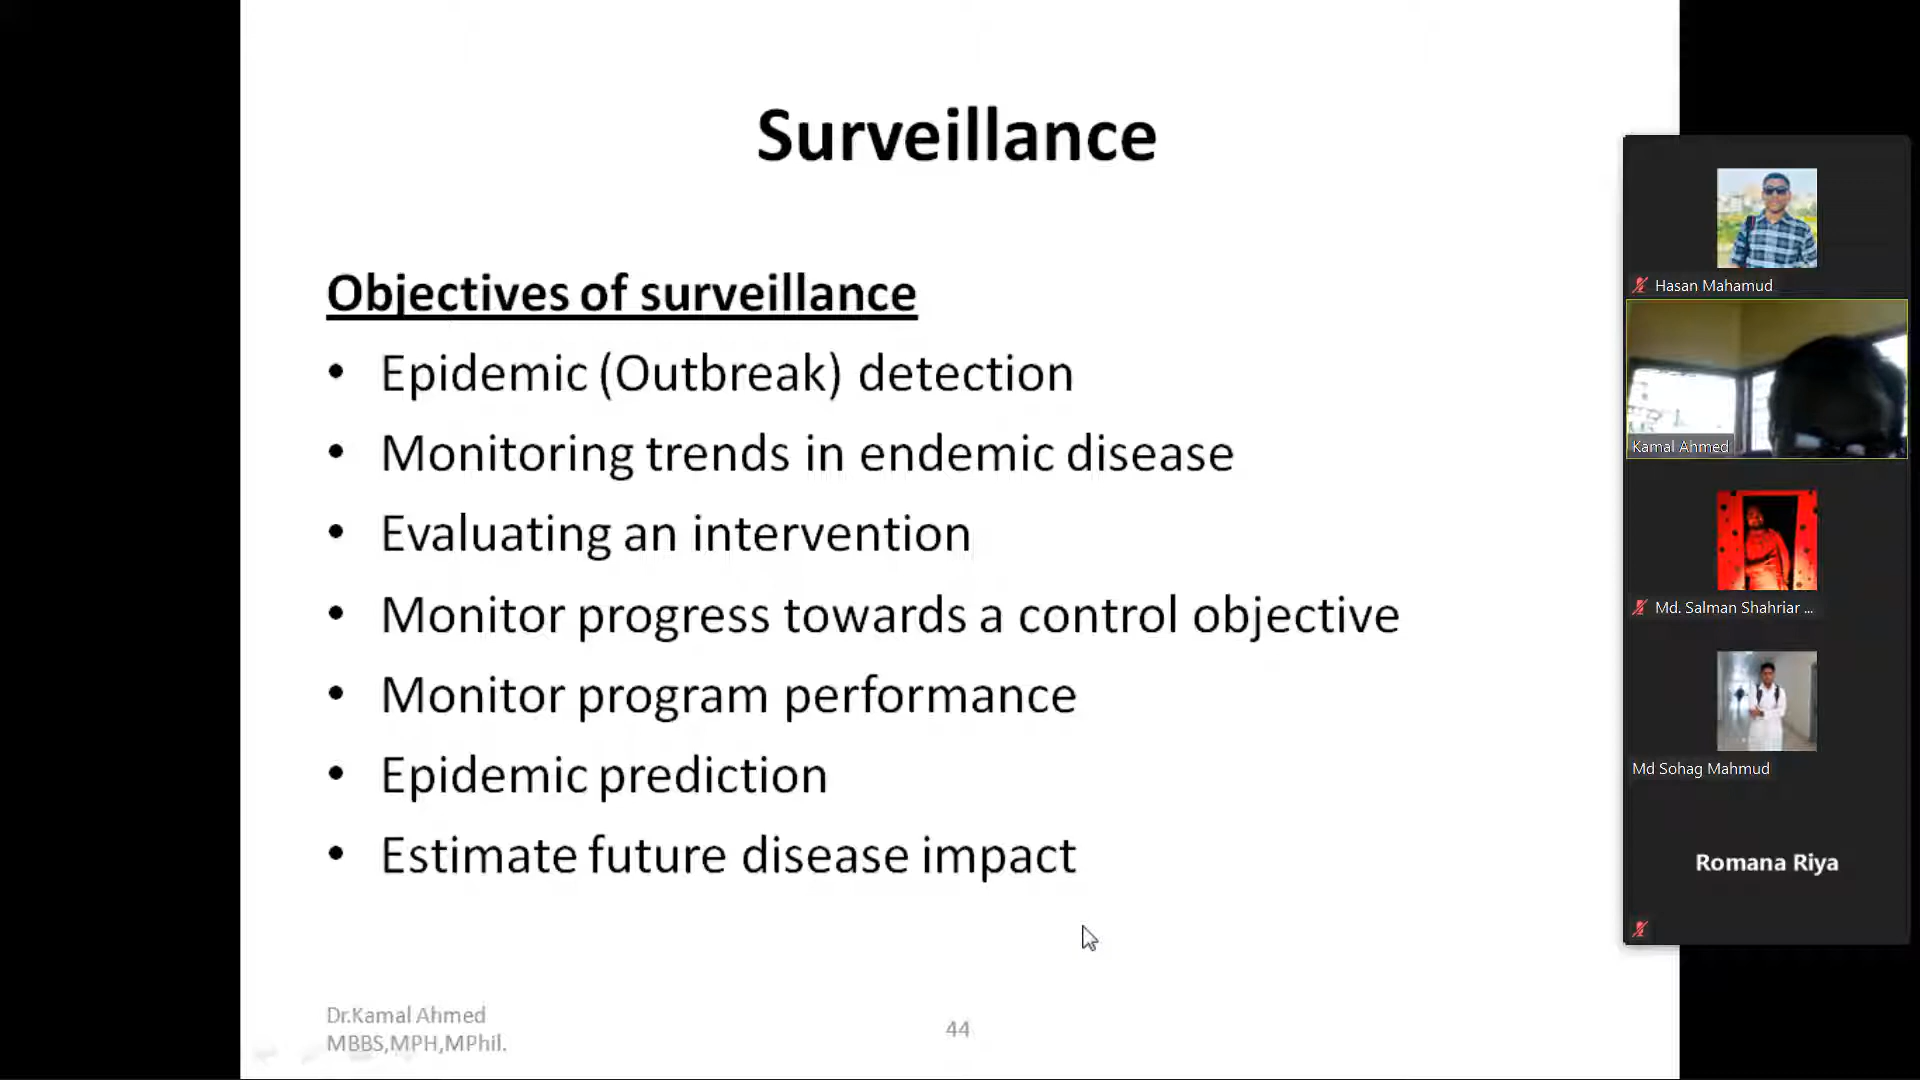 Surveillance
Objectives of surveillance
• Epidemic (Outbreak) detection
• Monitoring trends in endemic disease
• Evaluating an intervention
• Monitor progress towards a control objective
• Monitor program performance
• Epidemic prediction
• Estimate future disease impact
Dr.Kamal Ahmed
MBBS,MPH,MPhil.
44
Hasan Mahamud
Kamal Ahmed
Md. Salman Shahriar ...
Md Sohag Mahmud
Romana Riya